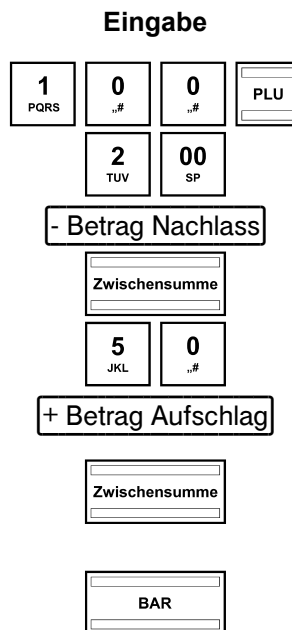 Eingabe
1 0 0 PLU
PQRS „# „#
2 00
TUV SP
- Betrag Nachlass
Zwischensumme
5 0
JKL „#
+ Betrag Aufschlag
Zwischensumme
BAR